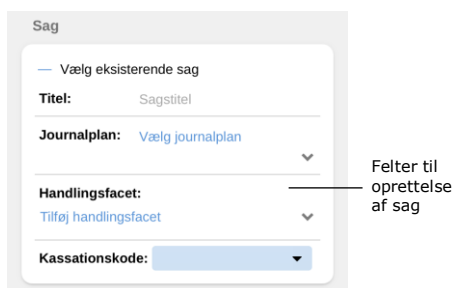 Sag
Vælg eksisterende sag
Titel: Sagstitel
Journalplan: Vælg journalplan
Handlingsfacet:
Tilføj handlingsfacet
Kassationskode:
Felter til
oprettelse
af sag